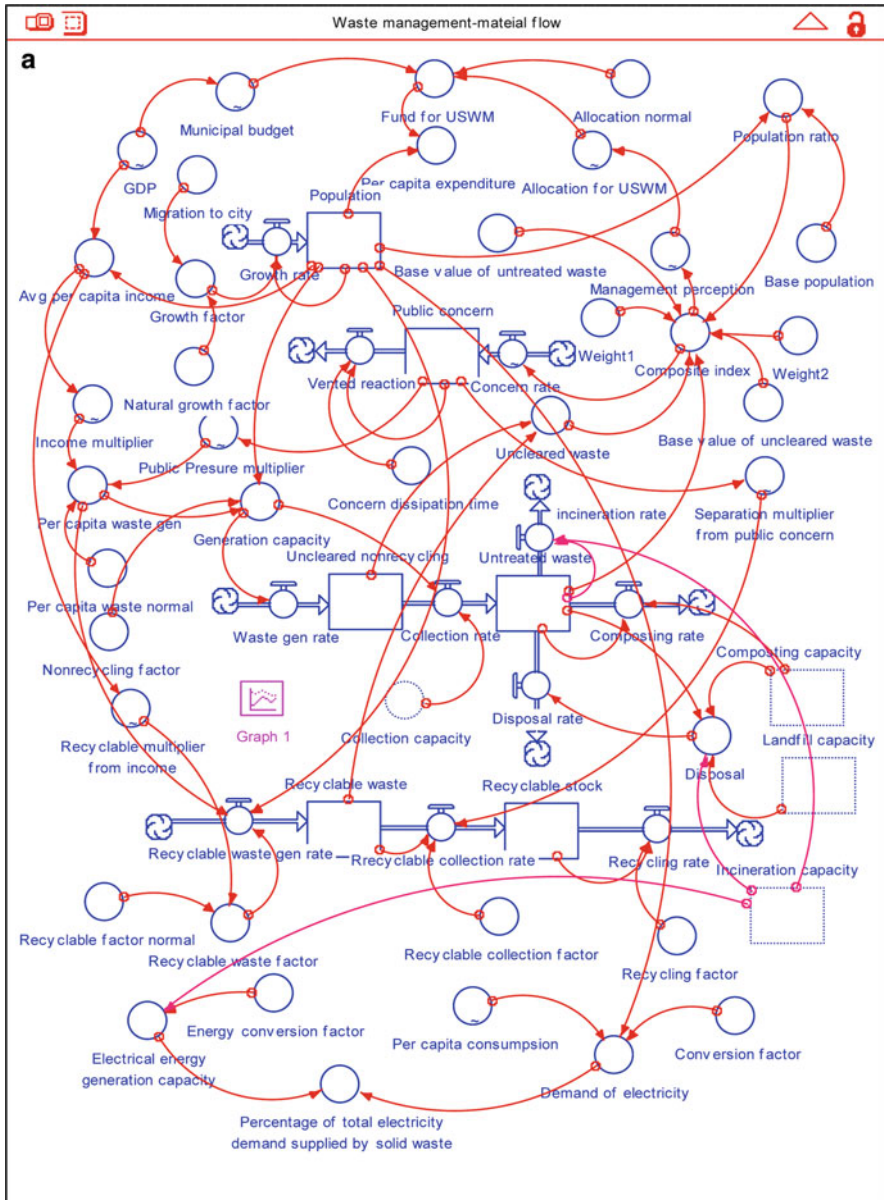 Waste management-mateial flow
a
Municipal budget
Fund for USWM
Allocation normal
Population ratio
GDP
Per capita expenditure
Allocation for USWM
Migration to city
Population
Growth rate
Base value of untreated waste
Base population
Avg per capita income
Management perception
Growth factor
Public concern
Weight1
Vented reaction
Concern rate
Composite index
Weight2
Natural growth factor
Income multiplier
Uncleared waste
Base value of uncleared waste
Public Presure multiplier
Concern dissipation time
incineration rate
Separation multiplier
from public concern
Per capita waste gen
Generation capacity
Uncleared nonrecycling
Untreated waste
Per capita waste normal
Waste gen rate
Collection rate
Composting rate
Composting capacity
Nonrecycling factor
Disposal rate
Graph 1
Collection capacity
Landfill capacity
Recyclable multiplier
from income
Disposal
Recyclable waste
Recyclable stock
Recyclable waste gen rate
Rrecyclable collection rate
Recycling rate
Incineration capacity
Recyclable factor normal
Recyclable waste factor
Recyclable collection factor
Recycling factor
Energy conversion factor
Per capita consumpsion
Conversion factor
Electrical energy
generation capacity
Demand of electricity
Percentage of total electricity
demand supplied by solid waste